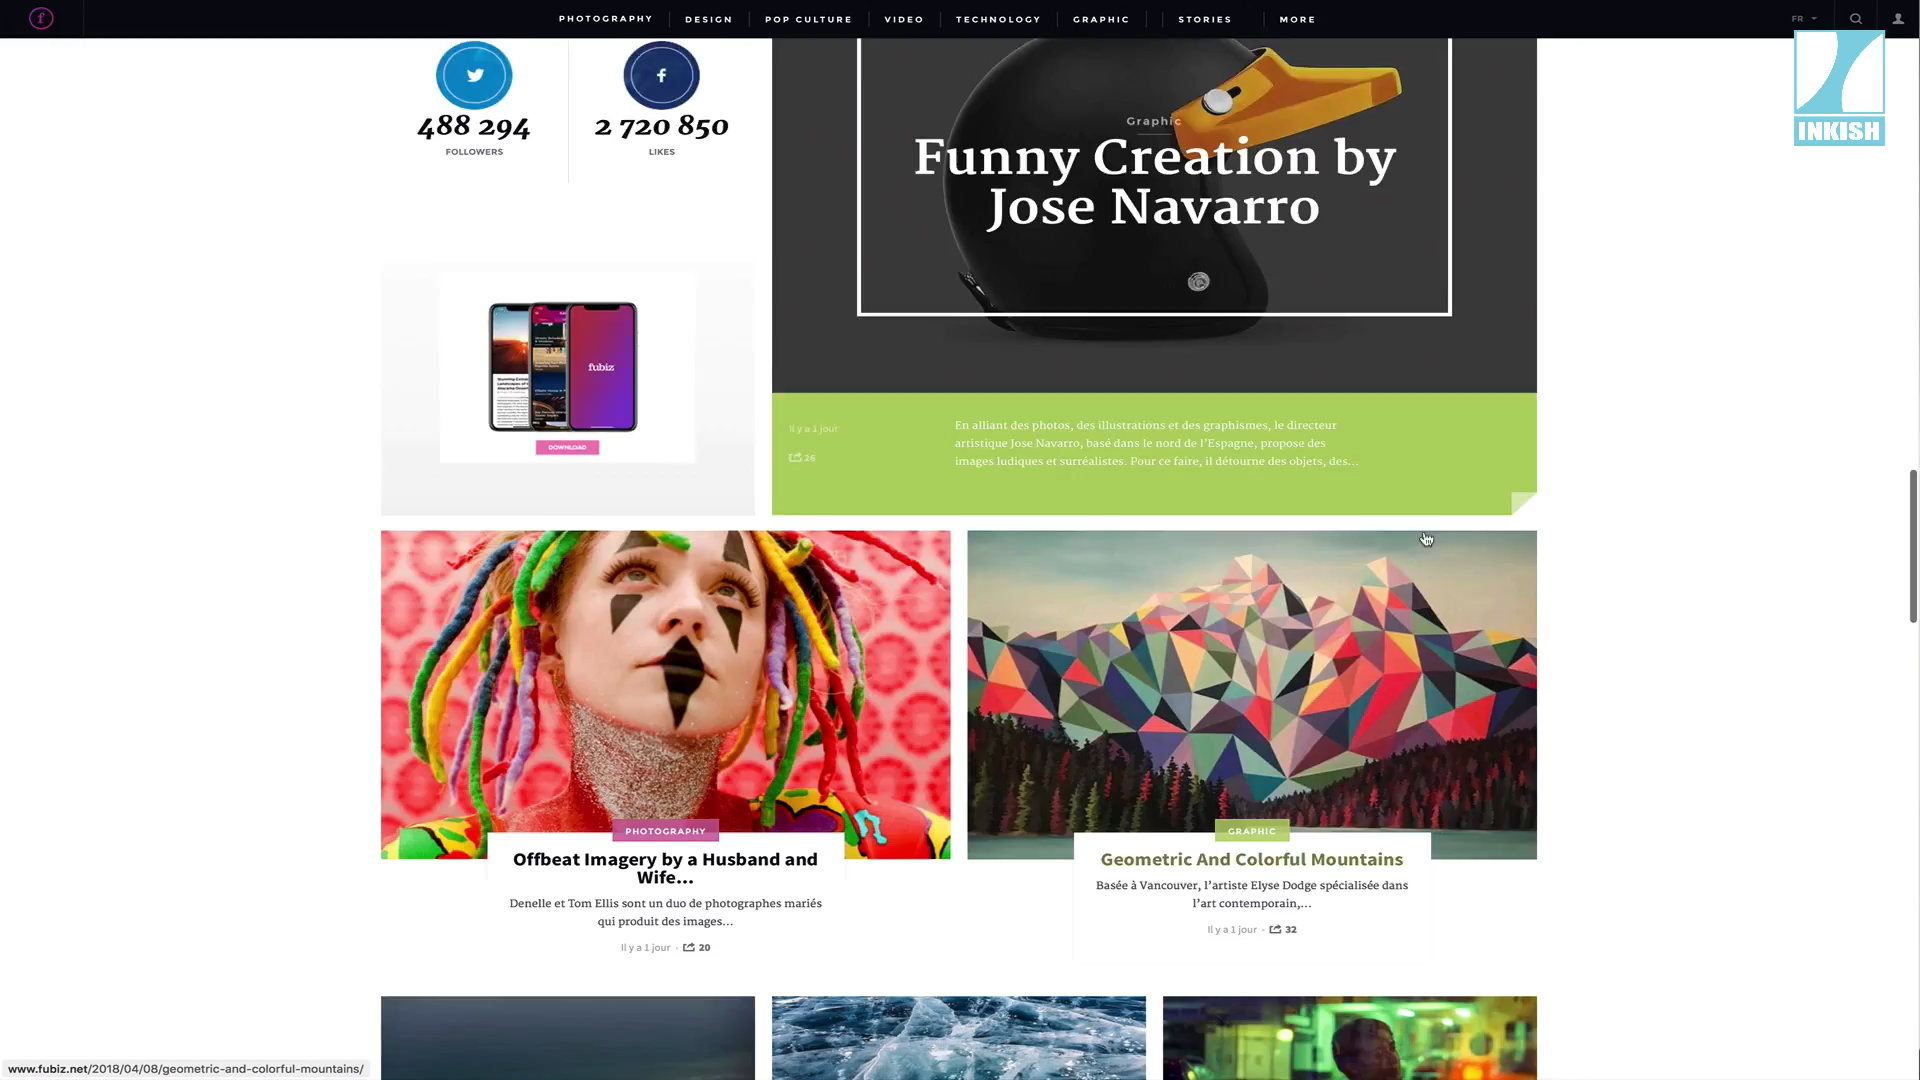 f
PHOTOGRAPHY
DESIGN
POP CULTURE
VIDEO
TECHNOLOGY
GRAPHIC
STORIES
MORE
FR
INKISH
488 294
FOLLOWERS
2 720 850
LIKES
fubiz
DOWNLOAD
Graphic
Funny Creation by
Jose Navarro
Il y a 1 jour
26
En alliant des photos, des illustrations et des graphismes, le directeur
artistique Jose Navarro, basé dans le nord de l'Espagne, propose des
images ludiques et surréalistes. Pour ce faire, il détourne des objets, des...
PHOTOGRAPHY
Offbeat Imagery by a Husband and
Wife...
Denelle et Tom Ellis sont un duo de photographes mariés
qui produit des images...
Il y a 1 jour · 20
GRAPHIC
Geometric And Colorful Mountains
Basée à Vancouver, l'artiste Elyse Dodge spécialisée dans
l'art contemporain,...
Il y a 1 jour · 32
www.fubiz.net/2018/04/08/geometric-and-colorful-mountains/